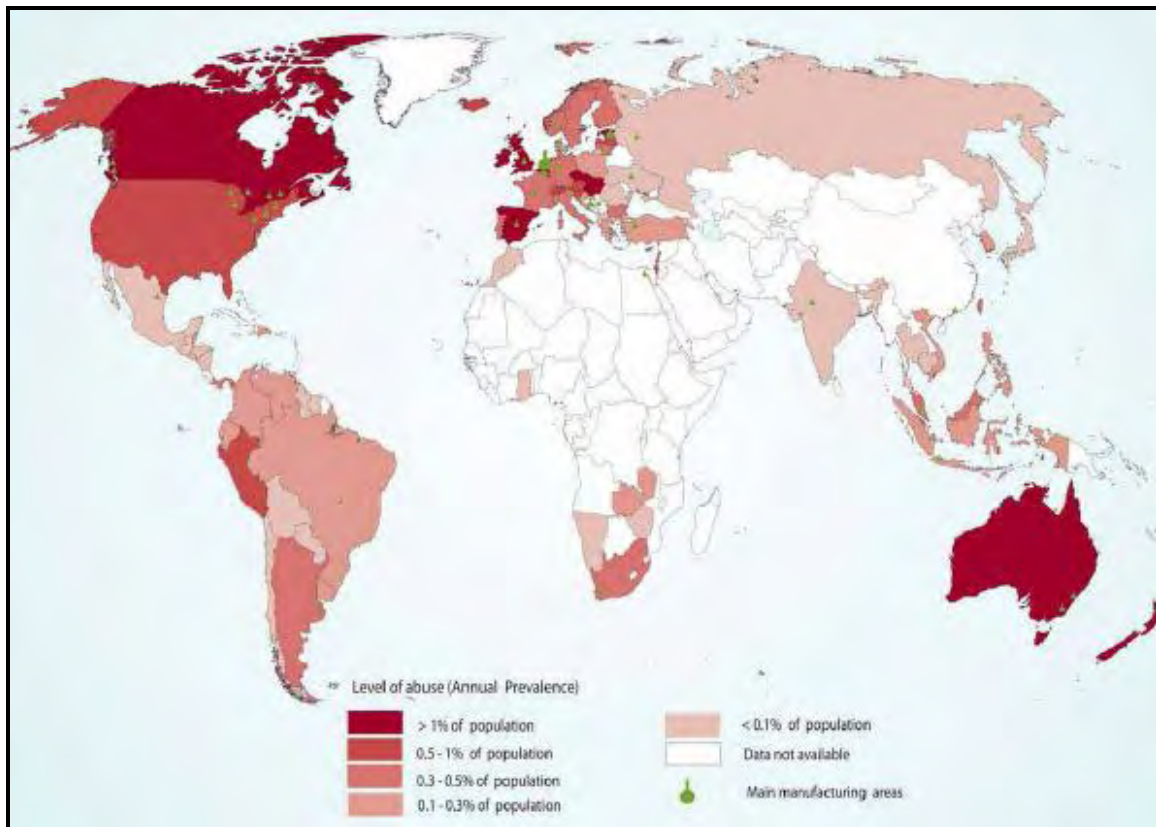 Level of abuse (Annual Prevalence)
> 1% of population
0.5 - 1% of population
0.3 - 0.5% of population
0.1 - 0.3% of population
< 0.1% of population
Data not available
Main manufacturing areas